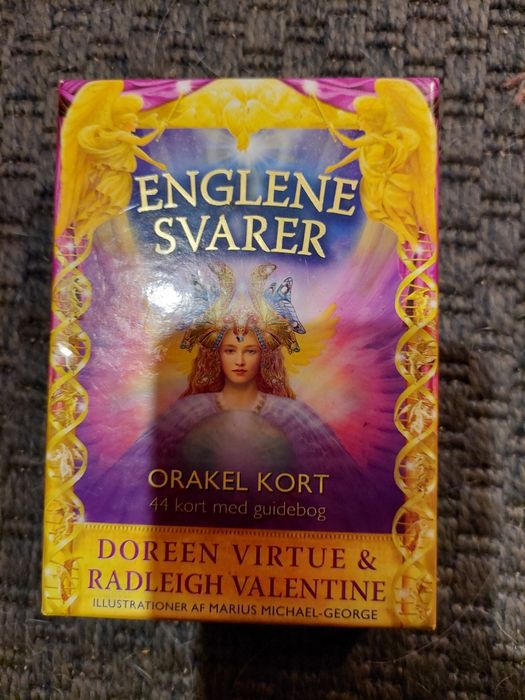 ENGLENE
SVARER
ORAKEL KORT
44 kort med guidebog
DOREEN VIRTUE &
RADLEIGH VALENTINE
ILLUSTRATIONER AF MARIUS MICHAEL-GEORGE